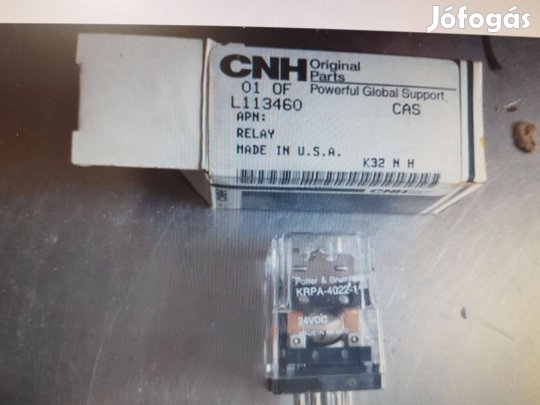 Jófogás
CNH Original
Parts
Powerful Global Support
01 OF
L113460 CAS
APN:
RELAY
MADE IN U.S.A.
K32 N H
CNH
Potter &
KRPA-4022-1
24VDC